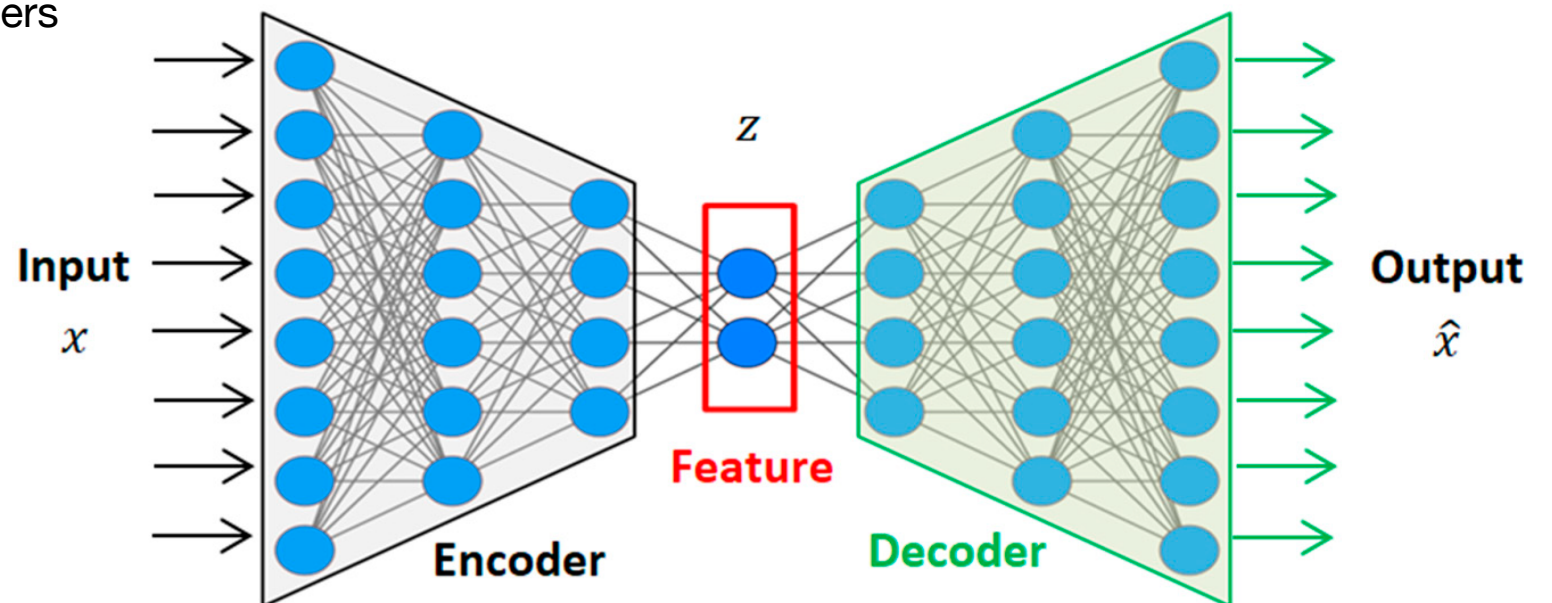 ers
z
Input
x
Output
x̂
Feature
Encoder
Decoder